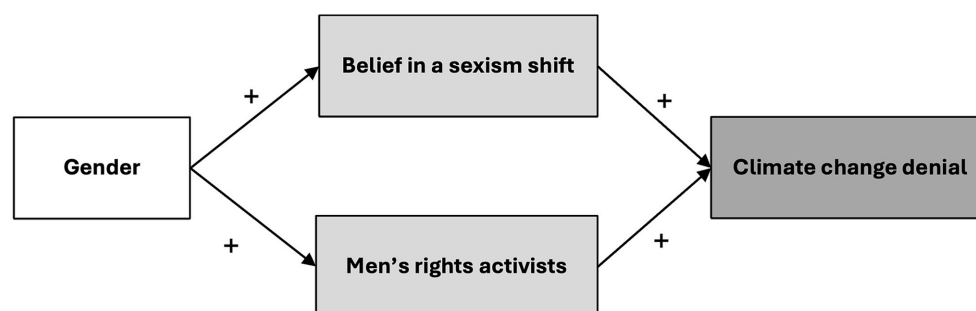 Belief in a sexism shift
+
+
Gender
Climate change denial
+
+
Men’s rights activists